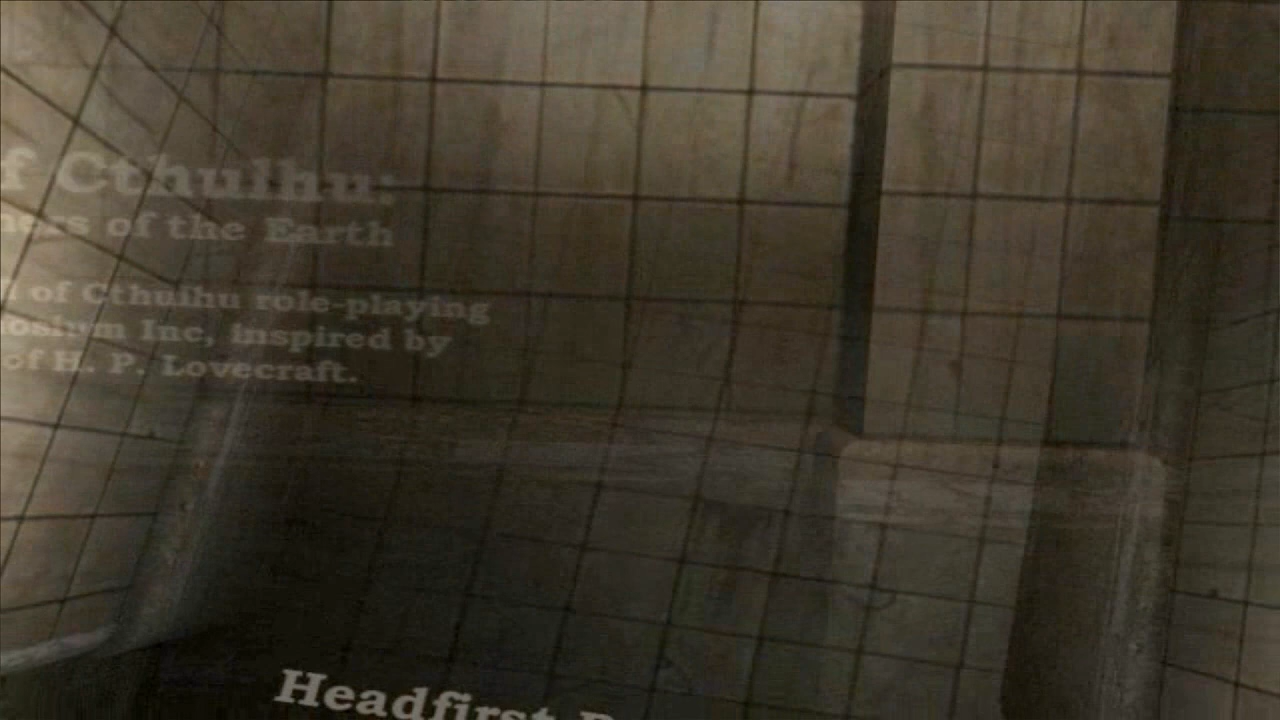 f Cthulhu:
ners of the Earth
l of Cthulhu role-playing
osium Inc, inspired by
of H. P. Lovecraft.
Headfirst